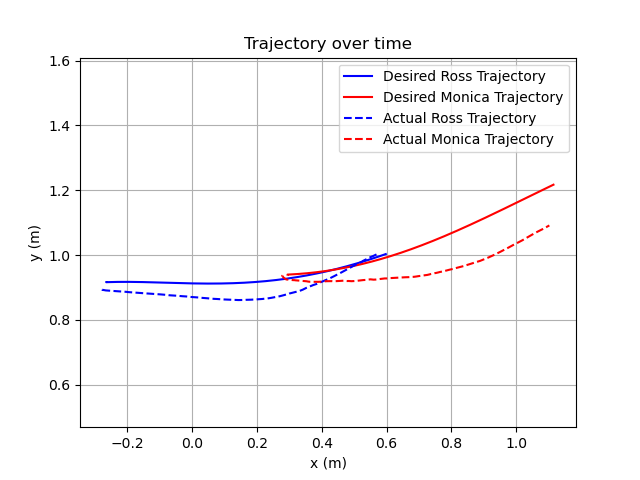 Trajectory over time
1.6
1.4
1.2
1.0
0.8
0.6
y (m)
Desired Ross Trajectory
Desired Monica Trajectory
Actual Ross Trajectory
Actual Monica Trajectory
−0.2 0.0 0.2 0.4 0.6 0.8 1.0
x (m)